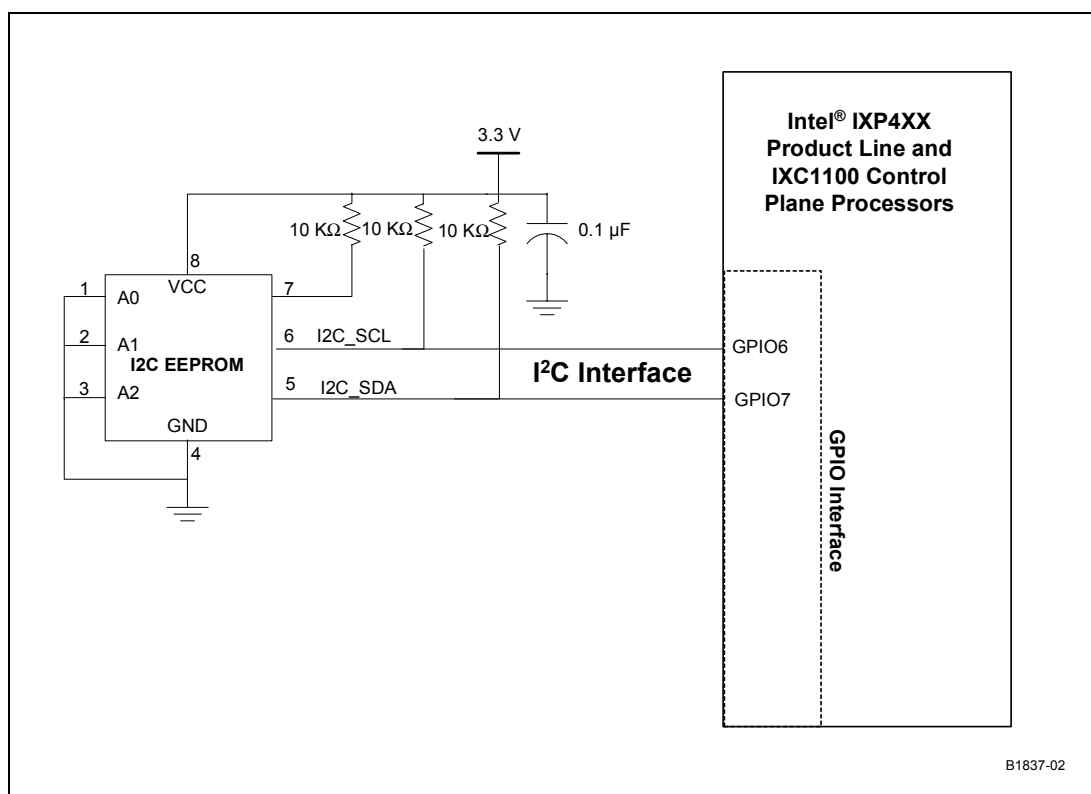 Intel® IXP4XX
Product Line and
IXC1100 Control
Plane Processors
3.3 V
10 KΩ
10 KΩ
10 KΩ
0.1 µF
8
VCC
1
A0
7
2
A1
6
I2C_SCL
I2C EEPROM
3
A2
5
I2C_SDA
GND
4
I²C Interface
GPIO6
GPIO7
GPIO Interface
B1837-02